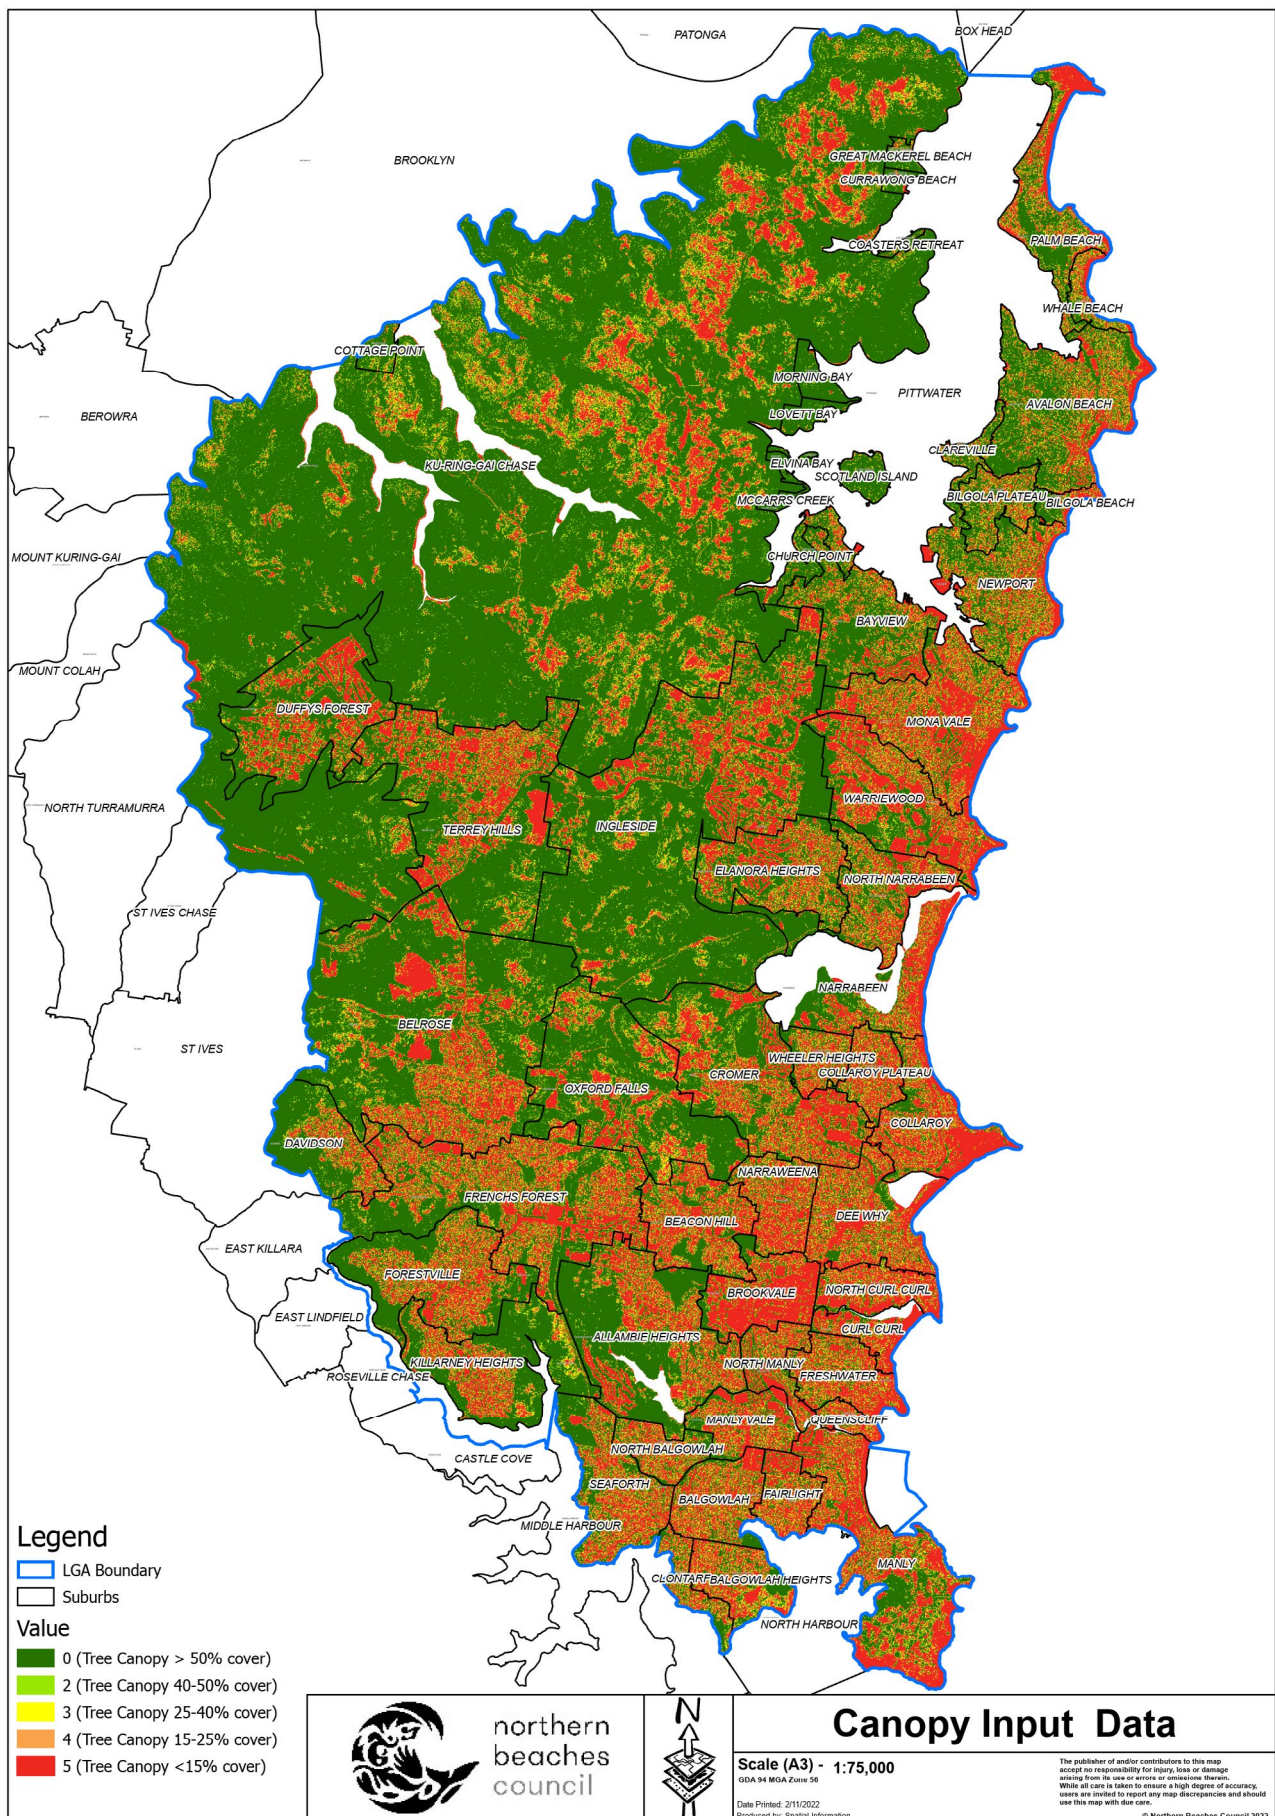 PATONGA
BOX HEAD
BROOKLYN
GREAT MACKEREL BEACH
CURRAWONG BEACH
COASTERS RETREAT
PALM BEACH
WHALE BEACH
COTTAGE POINT
MORNING BAY
PITTWATER
BEROWRA
LOVETT BAY
AVALON BEACH
CLAREVILLE
KU-RING-GAI CHASE
ELVINA BAY
SCOTLAND ISLAND
BILGOLA PLATEAU
BILGOLA BEACH
MCCARRS CREEK
MOUNT KURING-GAI
CHURCH POINT
NEWPORT
BAYVIEW
MOUNT COLAH
DUFFYS FOREST
MONA VALE
NORTH TURRAMURRA
WARRIEWOOD
TERREY HILLS
INGLESIDE
ELANORA HEIGHTS
NORTH NARRABEEN
ST IVES CHASE
NARRABEEN
BELROSE
ST IVES
WHEELER HEIGHTS
COLLAROY PLATEAU
CROMER
OXFORD FALLS
COLLAROY
DAVIDSON
NARRAWEENA
FRENCHS FOREST
BEACON HILL
DEE WHY
EAST KILLARA
FORESTVILLE
BROOKVALE
NORTH CURL CURL
EAST LINDFIELD
CURL CURL
ALLAMBIE HEIGHTS
KILLARNEY HEIGHTS
NORTH MANLY
ROSEVILLE CHASE
FRESHWATER
MANLY VALE
QUEENSCLIFF
NORTH BALGOWLAH
CASTLE COVE
SEAFORTH
BALGOWLAH
FAIRLIGHT
MIDDLE HARBOUR
MANLY
CLONTARF
BALGOWLAH HEIGHTS
NORTH HARBOUR
Legend
LGA Boundary
Suburbs
Value
0 (Tree Canopy > 50% cover)
2 (Tree Canopy 40-50% cover)
3 (Tree Canopy 25-40% cover)
4 (Tree Canopy 15-25% cover)
5 (Tree Canopy <15% cover)
northern
beaches
council
N
Canopy Input Data
Scale (A3) - 1:75,000
GDA 94 MGA Zone 56
Date Printed: 2/11/2022
Produced by: Spatial Information
The publisher of and/or contributors to this map
accept no responsibility for injury, loss or damage
arising from its use or errors or omissions therein.
While all care is taken to ensure a high degree of accuracy,
users are invited to report any map discrepancies and should
use this map with due care.
© Northern Beaches Council 2022